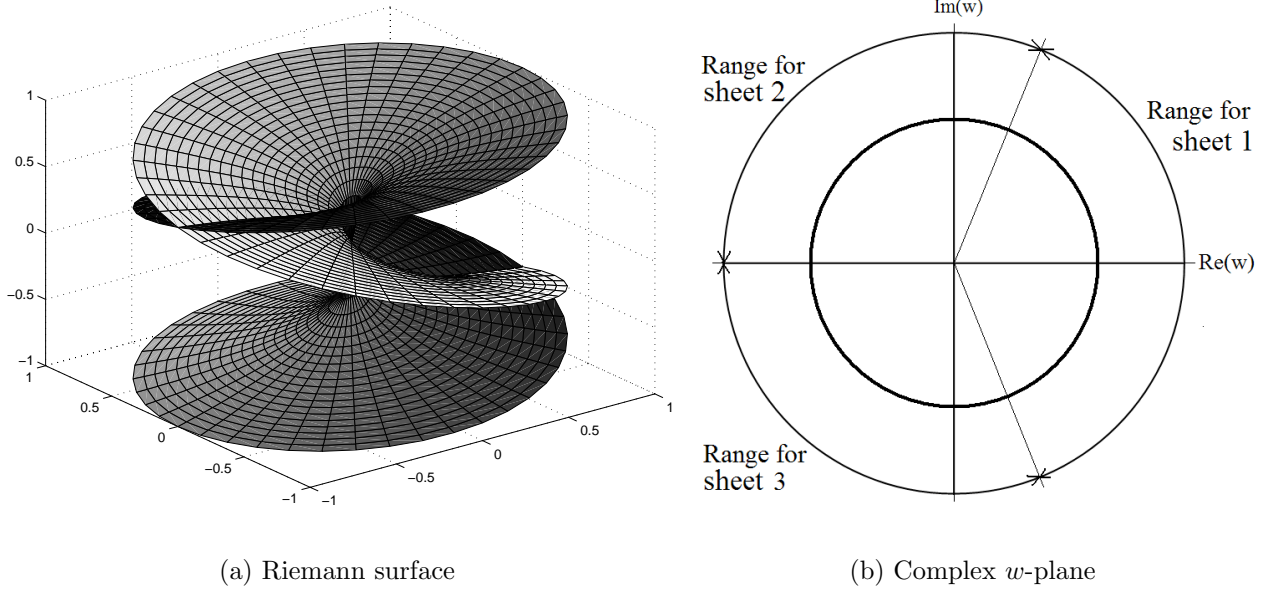 1
0.5
0
−0.5
−1
1
0.5
0
−0.5
−1
−1
−0.5
0
0.5
1
(a) Riemann surface
Im(w)
Range for
sheet 2
Range for
sheet 1
Re(w)
Range for
sheet 3
(b) Complex w-plane